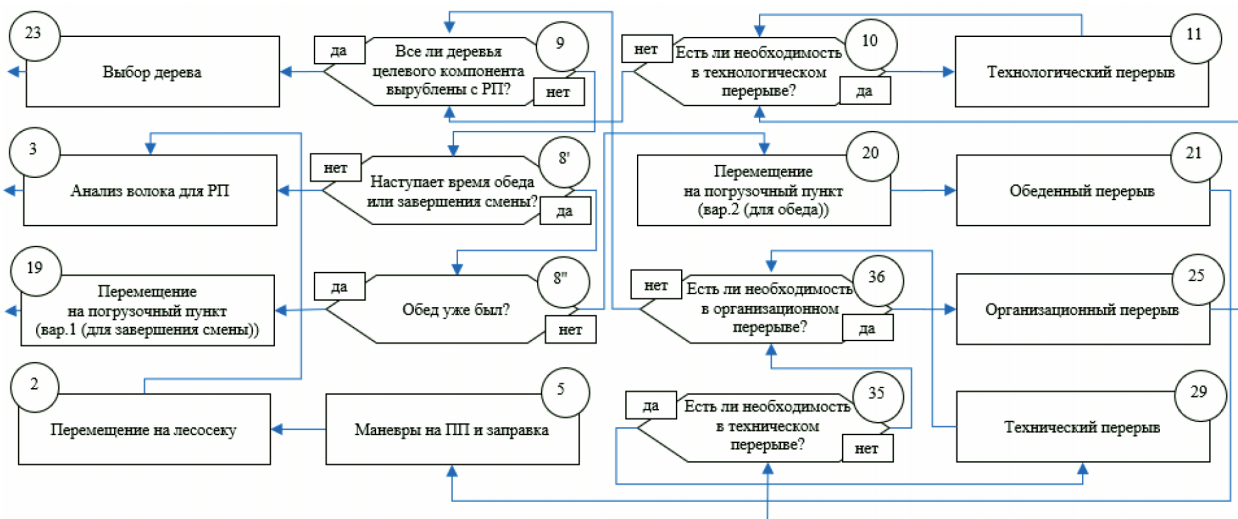 23
Выбор дерева
да
Все ли деревья
целевого компонента
вырублены с РП?
9
нет
нет
Есть ли необходимость
в технологическом
перерыве?
10
да
11
Технологический перерыв
3
Анализ волока для РП
нет
Наступает время обеда
или завершения смены?
8'
да
20
Перемещение
на погрузочный пункт
(вар.2 (для обеда))
21
Обеденный перерыв
19
Перемещение
на погрузочный пункт
(вар.1 (для завершения смены))
да
Обед уже был?
8"
нет
нет
Есть ли необходимость
в организационном
перерыве?
36
да
25
Организационный перерыв
2
Перемещение на лесосеку
5
Маневры на ПП и заправка
да
Есть ли необходимость
в техническом
перерыве?
35
нет
29
Технический перерыв